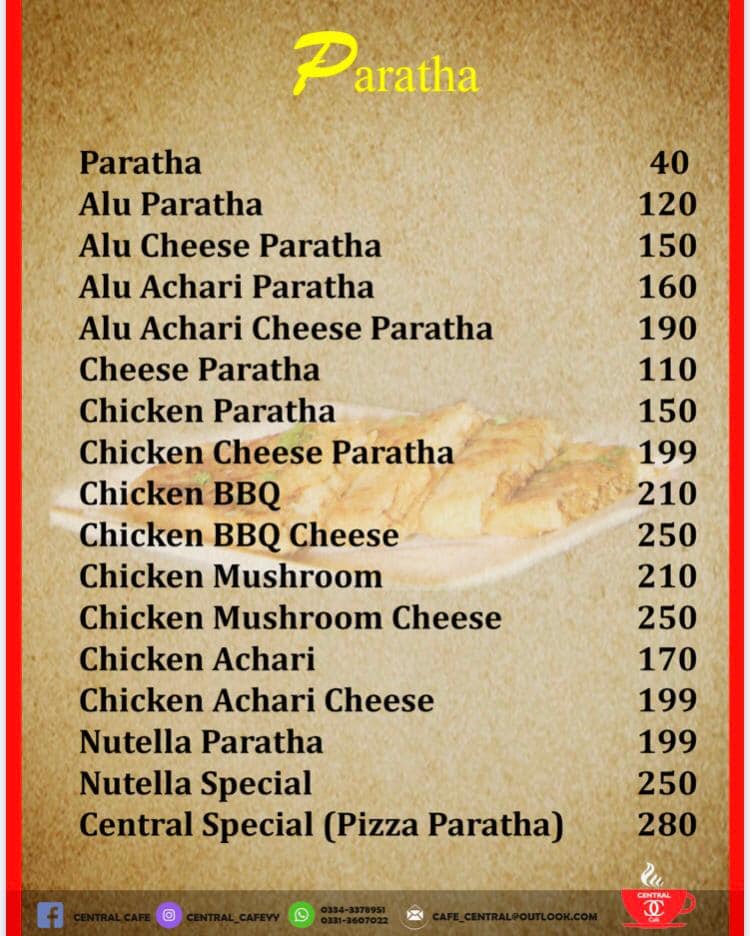 Paratha
Paratha 40
Alu Paratha 120
Alu Cheese Paratha 150
Alu Achari Paratha 160
Alu Achari Cheese Paratha 190
Cheese Paratha 110
Chicken Paratha 150
Chicken Cheese Paratha 199
Chicken BBQ 210
Chicken BBQ Cheese 250
Chicken Mushroom 210
Chicken Mushroom Cheese 250
Chicken Achari 170
Chicken Achari Cheese 199
Nutella Paratha 199
Nutella Special 250
Central Special (Pizza Paratha) 280
CENTRAL CAFE CENTRAL_CAFEYY 0334-3378951 CAFE_CENTRAL@OUTLOOK.COM
0331-3607022
CENTRAL
Cafe